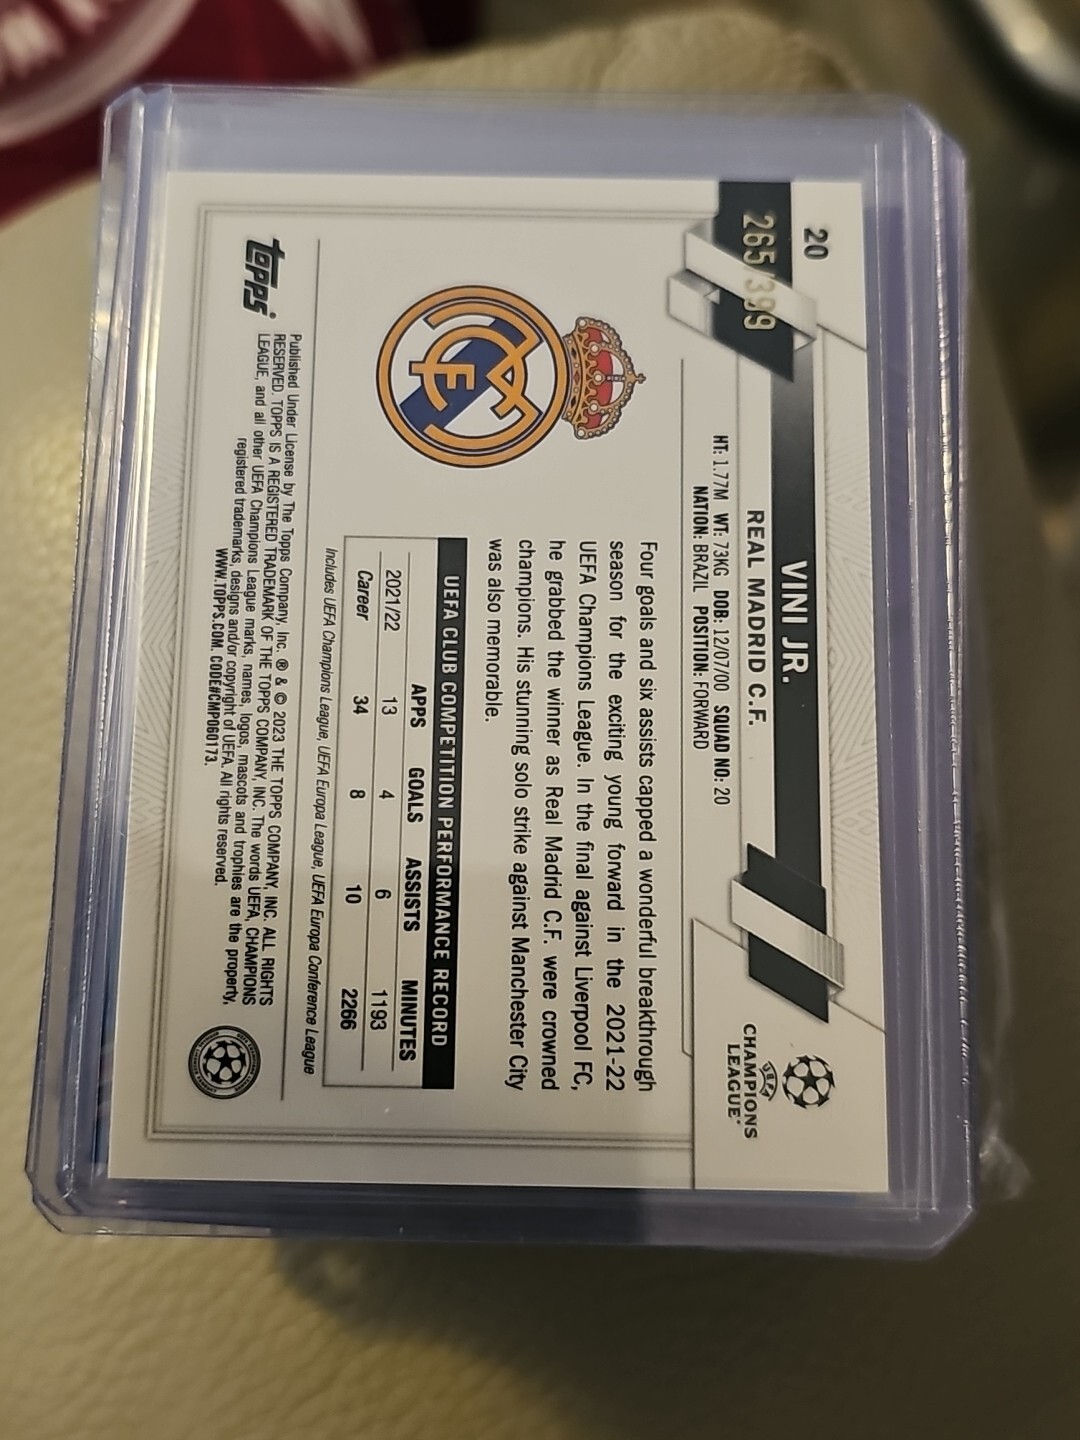 20
265/399
VINI JR.
REAL MADRID C.F.
HT: 1.77M WT: 73KG DOB: 12/07/00 SQUAD NO: 20
NATION: BRAZIL POSITION: FORWARD
UEFA
CHAMPIONS
LEAGUE
Four goals and six assists capped a wonderful breakthrough
season for the exciting young forward in the 2021-22
UEFA Champions League. In the final against Liverpool FC,
he grabbed the winner as Real Madrid C.F. were crowned
champions. His stunning solo strike against Manchester City
was also memorable.
UEFA CLUB COMPETITION PERFORMANCE RECORD
APPS GOALS ASSISTS MINUTES
2021/22 13 4 6 1193
Career 34 8 10 2266
Includes UEFA Champions League, UEFA Europa League, UEFA Europa Conference League
topps
Published Under License by The Topps Company, Inc. ® & © 2023 THE TOPPS COMPANY, INC. ALL RIGHTS
RESERVED. TOPPS IS A REGISTERED TRADEMARK OF THE TOPPS COMPANY, INC. The words UEFA, CHAMPIONS
LEAGUE, and all other UEFA Champions League marks, names, logos, mascots and trophies are the property,
registered trademarks, designs and/or copyright of UEFA. All rights reserved.
WWW.TOPPS.COM. CODE#CMP060173.